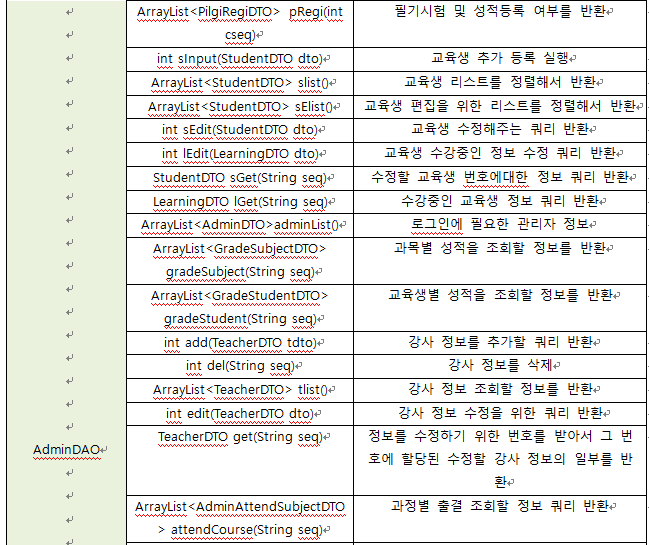 ArrayList<PilgiRegiDTO> pRegi(int
cseq)
필기시험 및 성적등록 여부를 반환
int sInput(StudentDTO dto)
교육생 추가 등록 실행
ArrayList<StudentDTO> slist()
교육생 리스트를 정렬해서 반환
ArrayList<StudentDTO> sElist()
교육생 편집을 위한 리스트를 정렬해서 반환
int sEdit(StudentDTO dto)
교육생 수정해주는 쿼리 반환
int lEdit(LearningDTO dto)
교육생 수강중인 정보 수정 쿼리 반환
StudentDTO sGet(String seq)
수정할 교육생 번호에대한 정보 쿼리 반환
LearningDTO lGet(String seq)
수강중인 교육생 정보 쿼리 반환
ArrayList<AdminDTO>adminList()
로그인에 필요한 관리자 정보
ArrayList<GradeSubjectDTO>
gradeSubject(String seq)
과목별 성적을 조회할 정보를 반환
ArrayList<GradeStudentDTO>
gradeStudent(String seq)
교육생별 성적을 조회할 정보를 반환
int add(TeacherDTO tdto)
강사 정보를 추가할 쿼리 반환
int del(String seq)
강사 정보를 삭제
ArrayList<TeacherDTO> tlist()
강사 정보 조회할 정보를 반환
int edit(TeacherDTO dto)
강사 정보 수정을 위한 쿼리 반환
AdminDAO
TeacherDTO get(String seq)
정보를 수정하기 위한 번호를 받아서 그 번
호에 할당된 수정할 강사 정보의 일부를 반
환
ArrayList<AdminAttendSubjectDTO
> attendCourse(String seq)
과정별 출결 조회할 정보 쿼리 반환